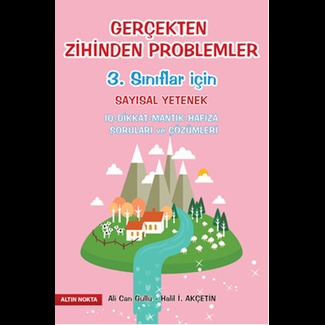 GERÇEKTEN
ZİHİNDEN PROBLEMLER
3. Sınıflar için
SAYISAL YETENEK
IQ-DİKKAT-MANTIK-HAFIZA
SORULARI ve ÇÖZÜMLERİ
ALTIN NOKTA
Ali Can Güllü - Halil İ. AKÇETİN